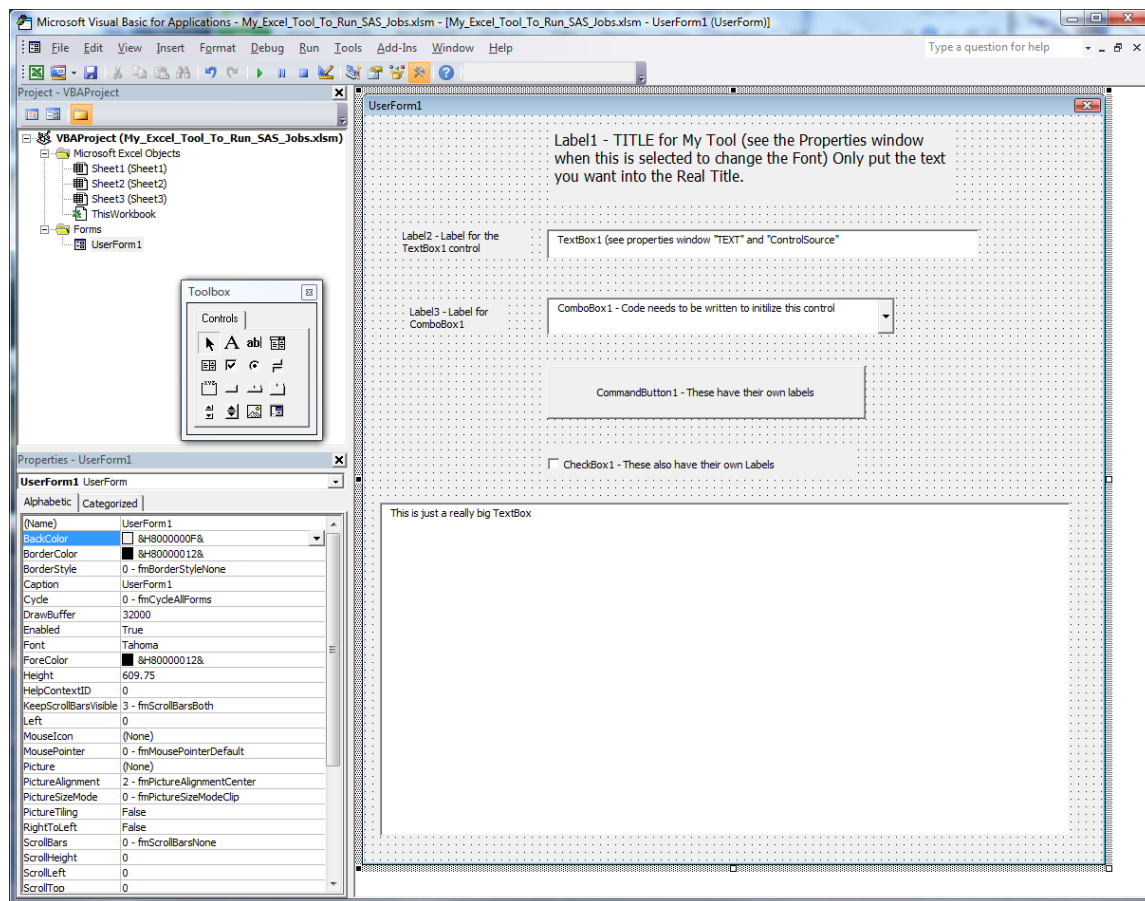 Microsoft Visual Basic for Applications - My_Excel_Tool_To_Run_SAS_Jobs.xlsm - [My_Excel_Tool_To_Run_SAS_Jobs.xlsm - UserForm1 (UserForm)]
File Edit View Insert Format Debug Run Tools Add-Ins Window Help
Type a question for help
Project - VBAProject
VBAProject (My_Excel_Tool_To_Run_SAS_Jobs.xlsm)
Microsoft Excel Objects
Sheet1 (Sheet1)
Sheet2 (Sheet2)
Sheet3 (Sheet3)
ThisWorkbook
Forms
UserForm1
Toolbox
Controls
A abl
xyz
Properties - UserForm1
UserForm1 UserForm
Alphabetic Categorized
(Name) UserForm1
BackColor &H8000000F&
BorderColor &H80000012&
BorderStyle 0 - fmBorderStyleNone
Caption UserForm1
Cycle 0 - fmCycleAllForms
DrawBuffer 32000
Enabled True
Font Tahoma
ForeColor &H80000012&
Height 609.75
HelpContextID 0
KeepScrollBarsVisible 3 - fmScrollBarsBoth
Left 0
MouseIcon (None)
MousePointer 0 - fmMousePointerDefault
Picture (None)
PictureAlignment 2 - fmPictureAlignmentCenter
PictureSizeMode 0 - fmPictureSizeModeClip
PictureTiling False
RightToLeft False
ScrollBars 0 - fmScrollBarsNone
ScrollHeight 0
ScrollLeft 0
ScrollTop 0
UserForm1
Label1 - TITLE for My Tool (see the Properties window
when this is selected to change the Font) Only put the text
you want into the Real Title.
Label2 - Label for the
TextBox1 control
TextBox1 (see properties window "TEXT" and "ControlSource"
Label3 - Label for
ComboBox1
ComboBox1 - Code needs to be written to initilize this control
CommandButton1 - These have their own labels
CheckBox1 - These also have their own Labels
This is just a really big TextBox